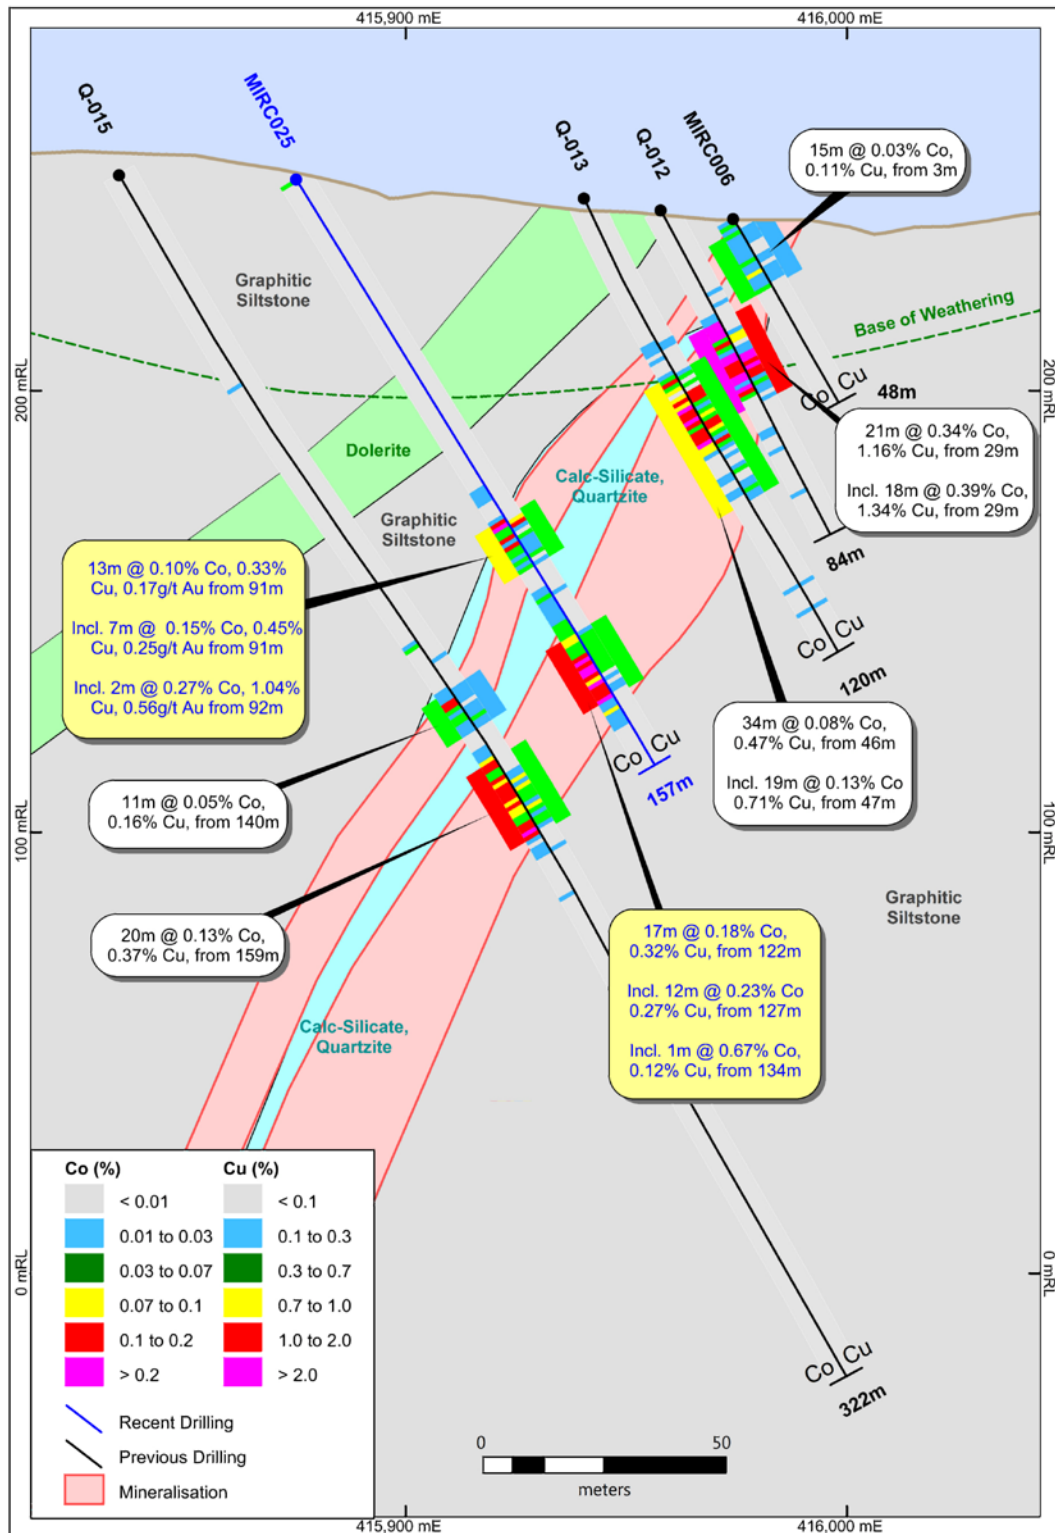 415,900 mE
416,000 mE
Q-015
MIRC025
Q-013
Q-012
MIRC006
15m @ 0.03% Co,
0.11% Cu, from 3m
Graphitic
Siltstone
Base of Weathering
200 mRL
200 mRL
Co Cu
48m
Dolerite
Calc-Silicate,
Quartzite
21m @ 0.34% Co,
1.16% Cu, from 29m
Incl. 18m @ 0.39% Co,
1.34% Cu, from 29m
Graphitic
Siltstone
84m
13m @ 0.10% Co, 0.33%
Cu, 0.17g/t Au from 91m
Incl. 7m @ 0.15% Co, 0.45%
Cu, 0.25g/t Au from 91m
Incl. 2m @ 0.27% Co, 1.04%
Cu, 0.56g/t Au from 92m
Co Cu
120m
34m @ 0.08% Co,
0.47% Cu, from 46m
Incl. 19m @ 0.13% Co
0.71% Cu, from 47m
Co Cu
157m
11m @ 0.05% Co,
0.16% Cu, from 140m
100 mRL
100 mRL
Graphitic
Siltstone
20m @ 0.13% Co,
0.37% Cu, from 159m
17m @ 0.18% Co,
0.32% Cu, from 122m
Incl. 12m @ 0.23% Co
0.27% Cu, from 127m
Incl. 1m @ 0.67% Co,
0.12% Cu, from 134m
Calc-Silicate,
Quartzite
Co (%) Cu (%)
< 0.01 < 0.1
0.01 to 0.03 0.1 to 0.3
0.03 to 0.07 0.3 to 0.7
0.07 to 0.1 0.7 to 1.0
0.1 to 0.2 1.0 to 2.0
> 0.2 > 2.0
Recent Drilling
Previous Drilling
Mineralisation
0 mRL
0 mRL
Co Cu
322m
0 50
meters
415,900 mE
416,000 mE